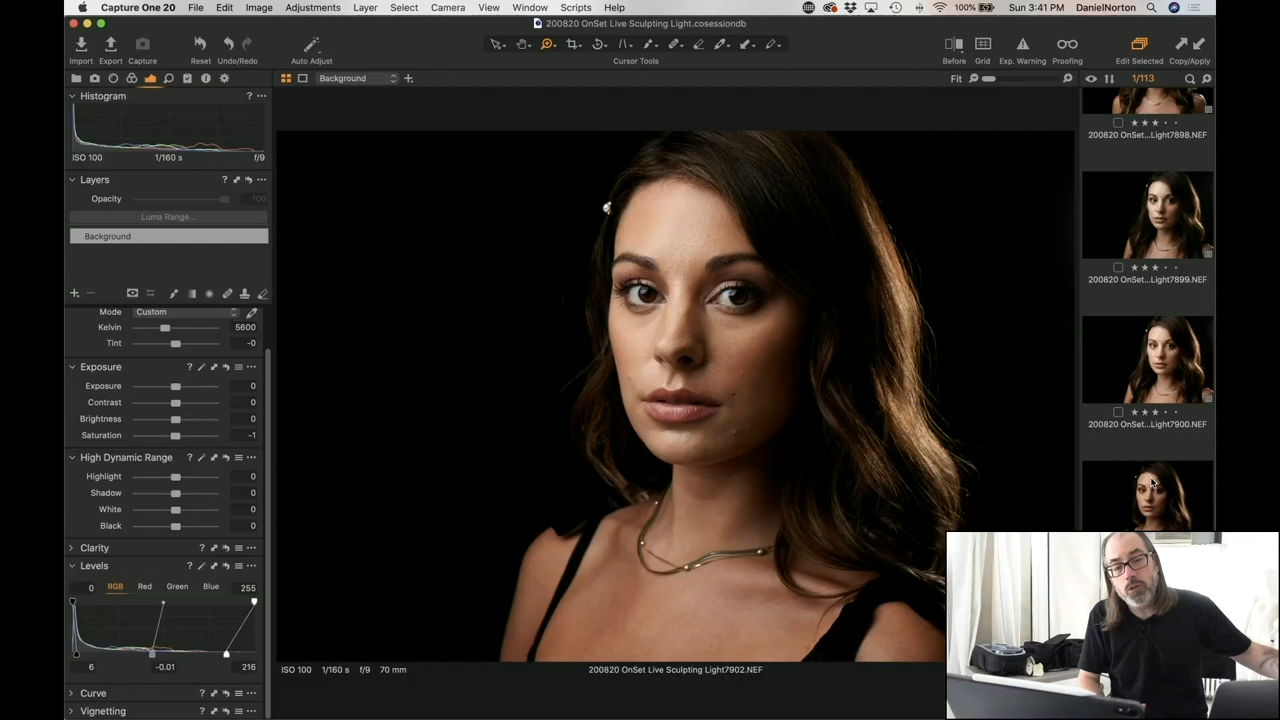 Capture One 20 File Edit Image Adjustments Layer Select Camera View Window Scripts Help 100% Sun 3:41 PM DanielNorton
200820 OnSet Live Sculpting Light.cosessiondb
Import Export Capture Reset Undo/Redo Auto Adjust Cursor Tools Before Grid Exp. Warning Proofing Edit Selected Copy/Apply
Background Fit 1/113
Histogram
ISO 100 1/160 s f/9
Layers
Opacity 100
Luma Range...
Background
Mode Custom
Kelvin 5600
Tint -0
Exposure
Exposure 0
Contrast 0
Brightness 0
Saturation -1
High Dynamic Range
Highlight 0
Shadow 0
White 0
Black 0
Clarity
Levels
0 RGB Red Green Blue 255
6 -0.01 216
Curve
Vignetting
ISO 100 1/160 s f/9 70 mm
200820 OnSet Live Sculpting Light7902.NEF
200820 OnSet...Light7898.NEF
200820 OnSet...Light7899.NEF
200820 OnSet...Light7900.NEF